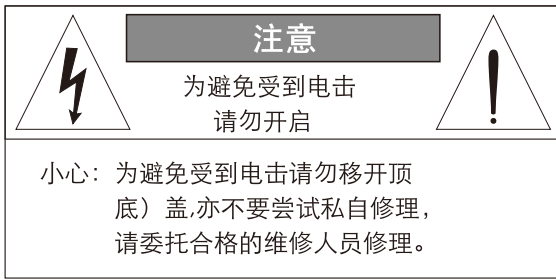 注意
为避免受到电击
请勿开启
小心：为避免受到电击请勿移开顶
底）盖,亦不要尝试私自修理，
请委托合格的维修人员修理。